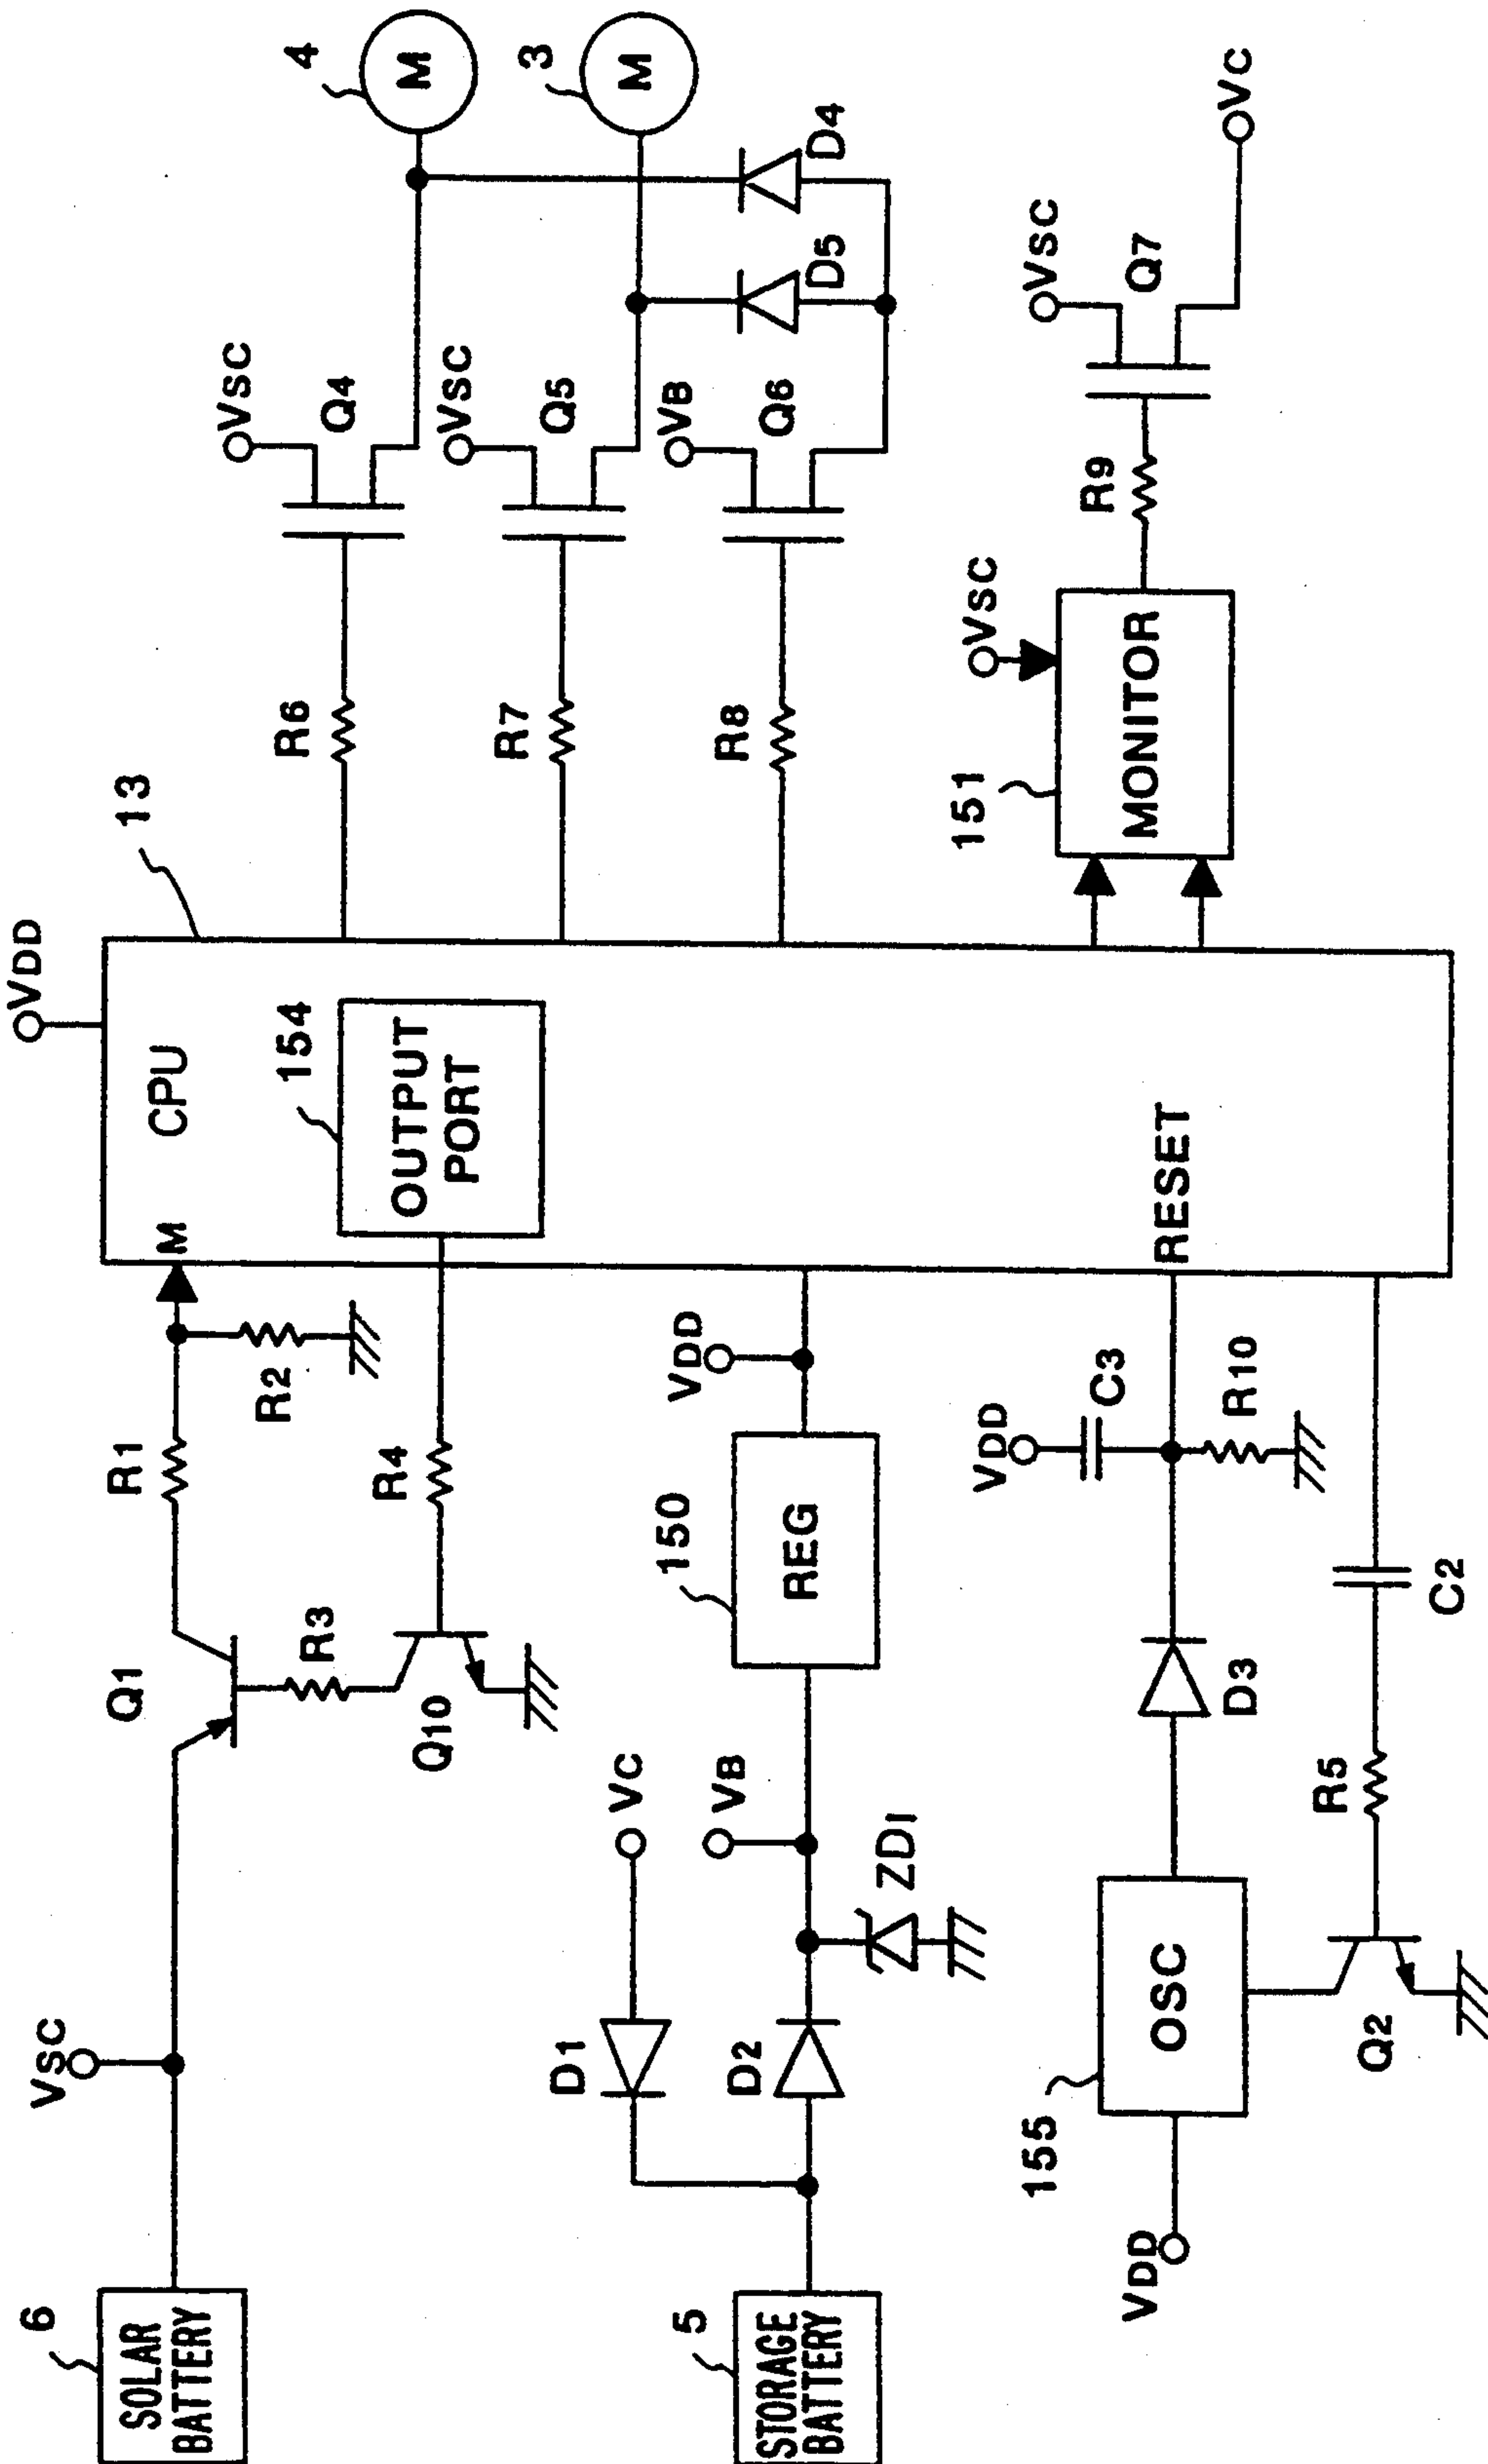 6
SOLAR
BATTERY
VSC
Q1
R1
R2
M
CPU
VDD
13
R3
Q10
R4
OUTPUT
PORT
154
R6
VSC
Q4
4
M
R7
VSC
Q5
3
M
R8
VB
Q6
D5
D4
5
STORAGE
BATTERY
D1
VC
D2
VB
ZD1
150
REG
VDD
155
OSC
VDD
D3
VDD
C3
R10
RESET
Q2
R5
C2
151
MONITOR
VSC
R9
VSC
Q7
VC